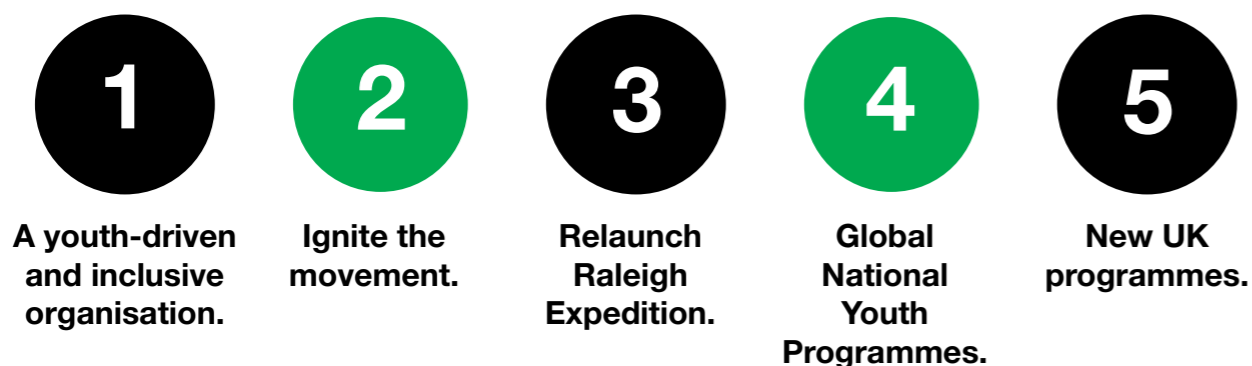 1
A youth-driven
and inclusive
organisation.
2
Ignite the
movement.
3
Relaunch
Raleigh
Expedition.
4
Global
National
Youth
Programmes.
5
New UK
programmes.